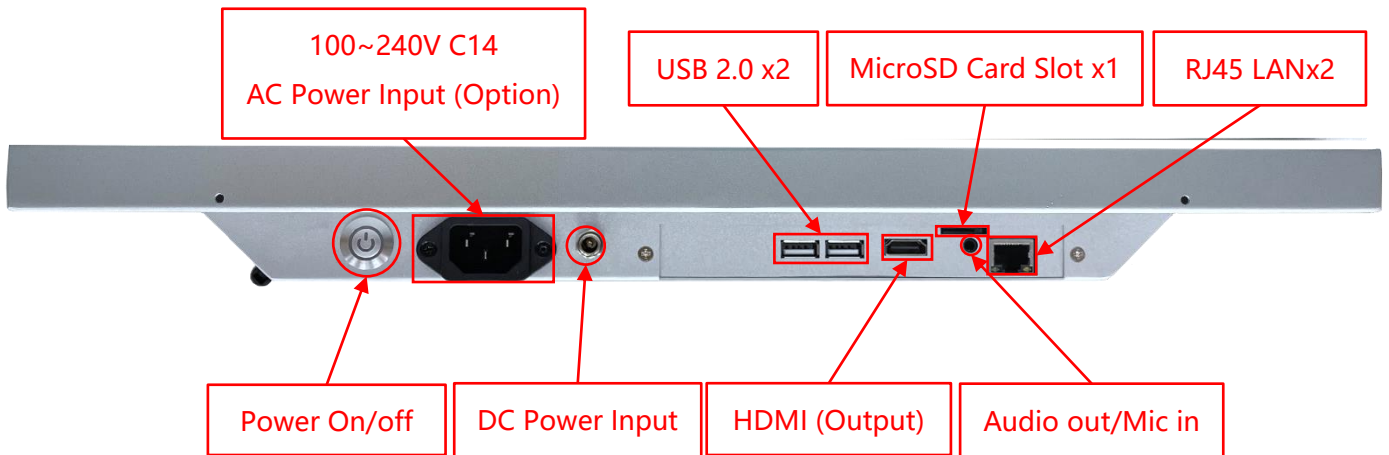 100~240V C14
AC Power Input (Option)
USB 2.0 x2
MicroSD Card Slot x1
RJ45 LANx2
Power On/off
DC Power Input
HDMI (Output)
Audio out/Mic in